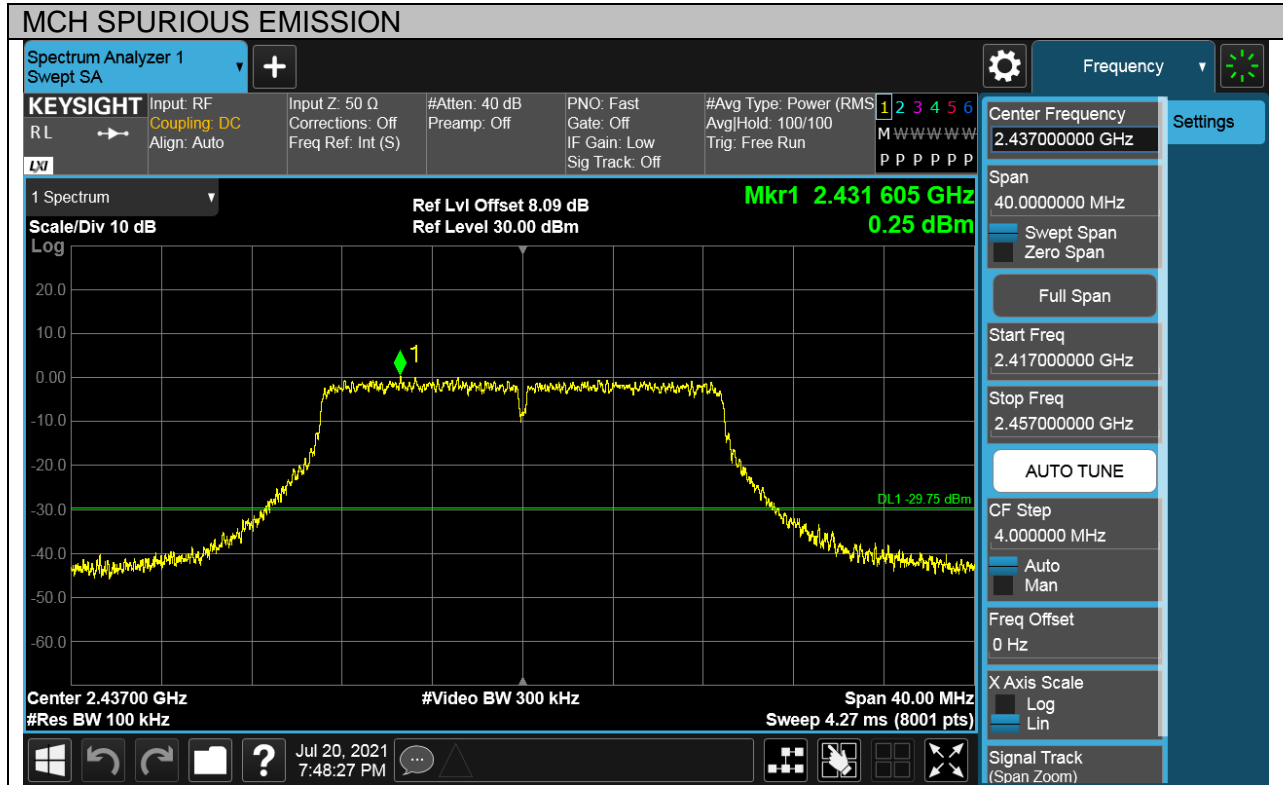 MCH SPURIOUS EMISSION
Spectrum Analyzer 1
Swept SA
Frequency
KEYSIGHT
R L
LXI
Input: RF
Coupling: DC
Align: Auto
Input Z: 50 Ω
Corrections: Off
Freq Ref: Int (S)
#Atten: 40 dB
Preamp: Off
PNO: Fast
Gate: Off
IF Gain: Low
Sig Track: Off
#Avg Type: Power (RMS
Avg|Hold: 100/100
Trig: Free Run
1 2 3 4 5 6
M W W W W W
P P P P P P
1 Spectrum
Scale/Div 10 dB
Ref Lvl Offset 8.09 dB
Ref Level 30.00 dBm
Mkr1 2.431 605 GHz
0.25 dBm
Log
20.0
10.0
0.00
-10.0
-20.0
-30.0
-40.0
-50.0
-60.0
1
DL1 -29.75 dBm
Center 2.43700 GHz
#Res BW 100 kHz
#Video BW 300 kHz
Span 40.00 MHz
Sweep 4.27 ms (8001 pts)
Center Frequency
2.437000000 GHz
Settings
Span
40.0000000 MHz
Swept Span
Zero Span
Full Span
Start Freq
2.417000000 GHz
Stop Freq
2.457000000 GHz
AUTO TUNE
CF Step
4.000000 MHz
Auto
Man
Freq Offset
0 Hz
X Axis Scale
Log
Lin
Signal Track
(Span Zoom)
?
Jul 20, 2021
7:48:27 PM